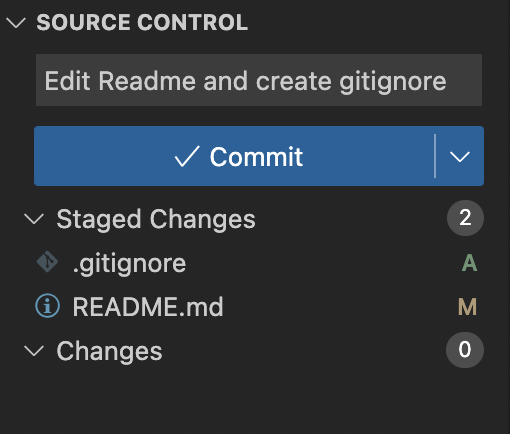 SOURCE CONTROL
Edit Readme and create gitignore
Commit
Staged Changes 2
.gitignore A
README.md M
Changes 0